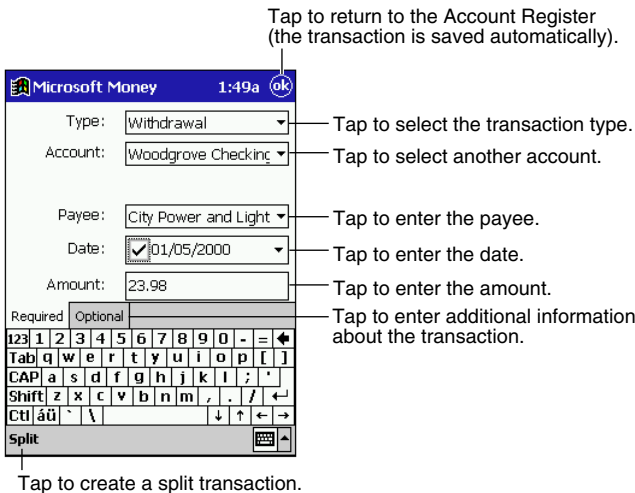 Tap to return to the Account Register
(the transaction is saved automatically).
Microsoft Money 1:49a ok
Type: Withdrawal
Tap to select the transaction type.
Account: Woodgrove Checking
Tap to select another account.
Payee: City Power and Light
Tap to enter the payee.
Date: 01/05/2000
Tap to enter the date.
Amount: 23.98
Tap to enter the amount.
Required Optional
Tap to enter additional information
about the transaction.
123 1 2 3 4 5 6 7 8 9 0 - =
Tab q w e r t y u i o p [ ]
CAP a s d f g h j k l ; '
Shift z x c v b n m , . /
Ctl áü ` \
Split
Tap to create a split transaction.